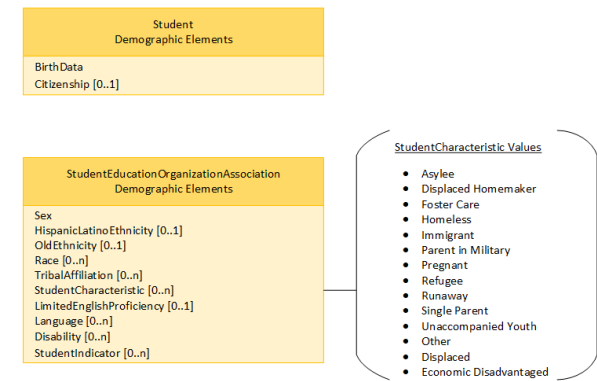 Student
Demographic Elements
BirthData
Citizenship [0..1]
StudentEducationOrganizationAssociation
Demographic Elements
Sex
HispanicLatinoEthnicity [0..1]
OldEthnicity [0..1]
Race [0..n]
TribalAffiliation [0..n]
StudentCharacteristic [0..n]
LimitedEnglishProficiency [0..1]
Language [0..n]
Disability [0..n]
StudentIndicator [0..n]
StudentCharacteristic Values
• Asylee
• Displaced Homemaker
• Foster Care
• Homeless
• Immigrant
• Parent in Military
• Pregnant
• Refugee
• Runaway
• Single Parent
• Unaccompanied Youth
• Other
• Displaced
• Economic Disadvantaged